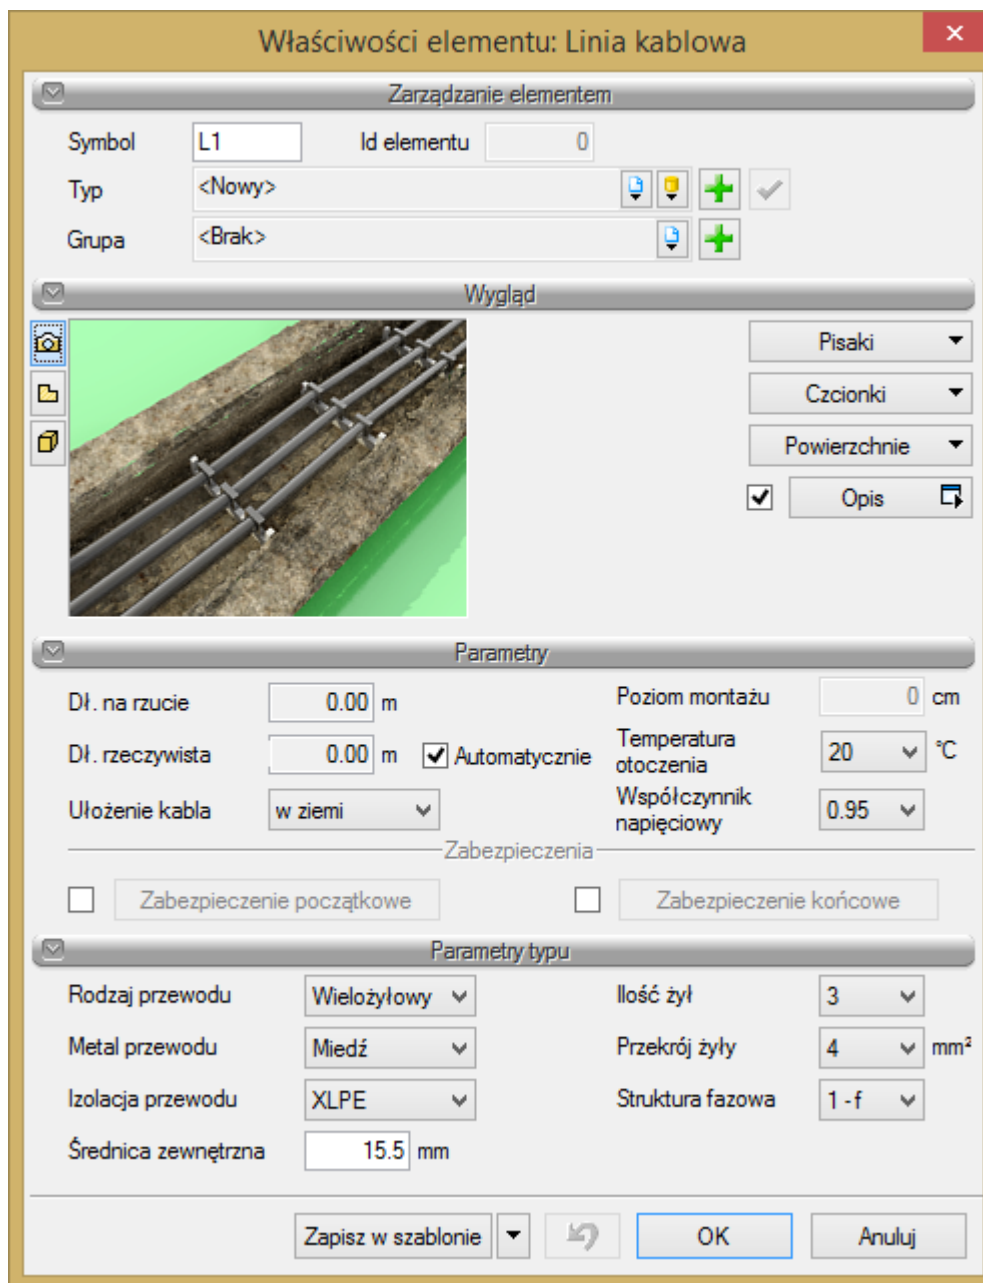 Właściwości elementu: Linia kablowa
Zarządzanie elementem
Symbol L1 Id elementu 0
Typ <Nowy>
Grupa <Brak>
Wygląd
Pisaki
Czcionki
Powierzchnie
Opis
Parametry
Dł. na rzucie 0.00 m Poziom montażu 0 cm
Dł. rzeczywista 0.00 m Automatycznie Temperatura otoczenia 20 °C
Ułożenie kabla w ziemi Współczynnik napięciowy 0.95
Zabezpieczenia
Zabezpieczenie początkowe Zabezpieczenie końcowe
Parametry typu
Rodzaj przewodu Wielożyłowy Ilość żył 3
Metal przewodu Miedź Przekrój żyły 4 mm²
Izolacja przewodu XLPE Struktura fazowa 1 - f
Średnica zewnętrzna 15.5 mm
Zapisz w szablonie OK Anuluj